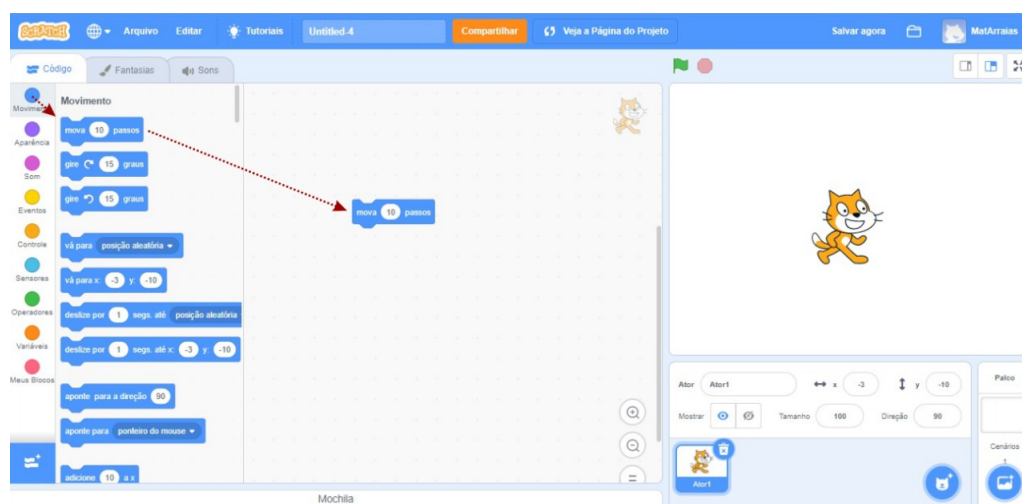 SCRATCH Arquivo Editar Tutoriais Untitled-4 Compartilhar Veja a Página do Projeto Salvar agora MatArraias
Código Fantasias Sons
Movimento
Movimento
mova 10 passos
gire 15 graus
gire 15 graus
vá para posição aleatória
vá para x: -3 y: -10
deslize por 1 segs. até posição aleatória
deslize por 1 segs. até x: -3 y: -10
aponte para a direção 90
aponte para ponteiro do mouse
adicione 10 a x
Aparência
Som
Eventos
Controle
Sensores
Operadores
Variáveis
Meus Blocos
mova 10 passos
Mochila
Ator Ator1 x -3 y -10
Mostrar Tamanho 100 Direção 90
Ator1
Palco
Cenários
1